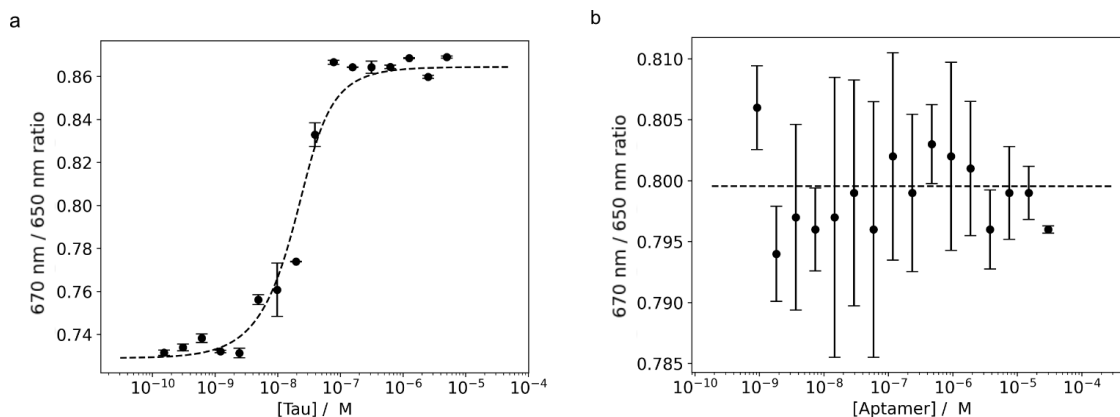 a
b
670 nm / 650 nm ratio
0.86
0.84
0.82
0.80
0.78
0.76
0.74
10⁻¹⁰ 10⁻⁹ 10⁻⁸ 10⁻⁷ 10⁻⁶ 10⁻⁵ 10⁻⁴
[Tau] / M
670 nm / 650 nm ratio
0.810
0.805
0.800
0.795
0.790
0.785
10⁻¹⁰ 10⁻⁹ 10⁻⁸ 10⁻⁷ 10⁻⁶ 10⁻⁵ 10⁻⁴
[Aptamer] / M